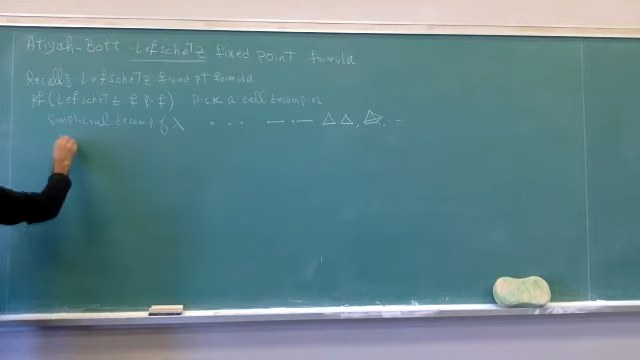 Atiyah-Bott-Lefschetz fixed point formula
Recall: Lefschetz fixed pt formula
pf (Lefschetz f.p.f) pick a cell decomp or
simplicial decomp of X